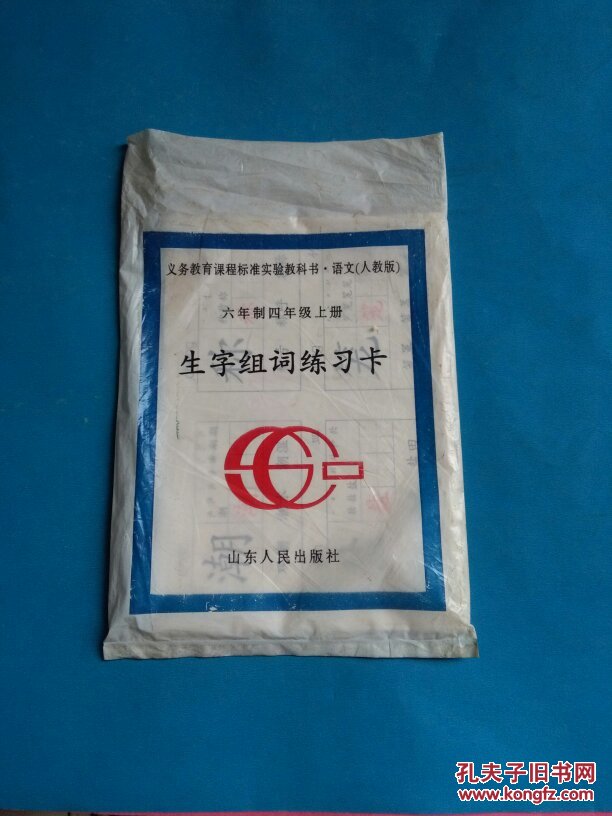 义务教育课程标准实验教科书·语文(人教版)
六年制四年级上册
生字组词练习卡
潮
山东人民出版社
孔夫子旧书网
www.kongfz.com